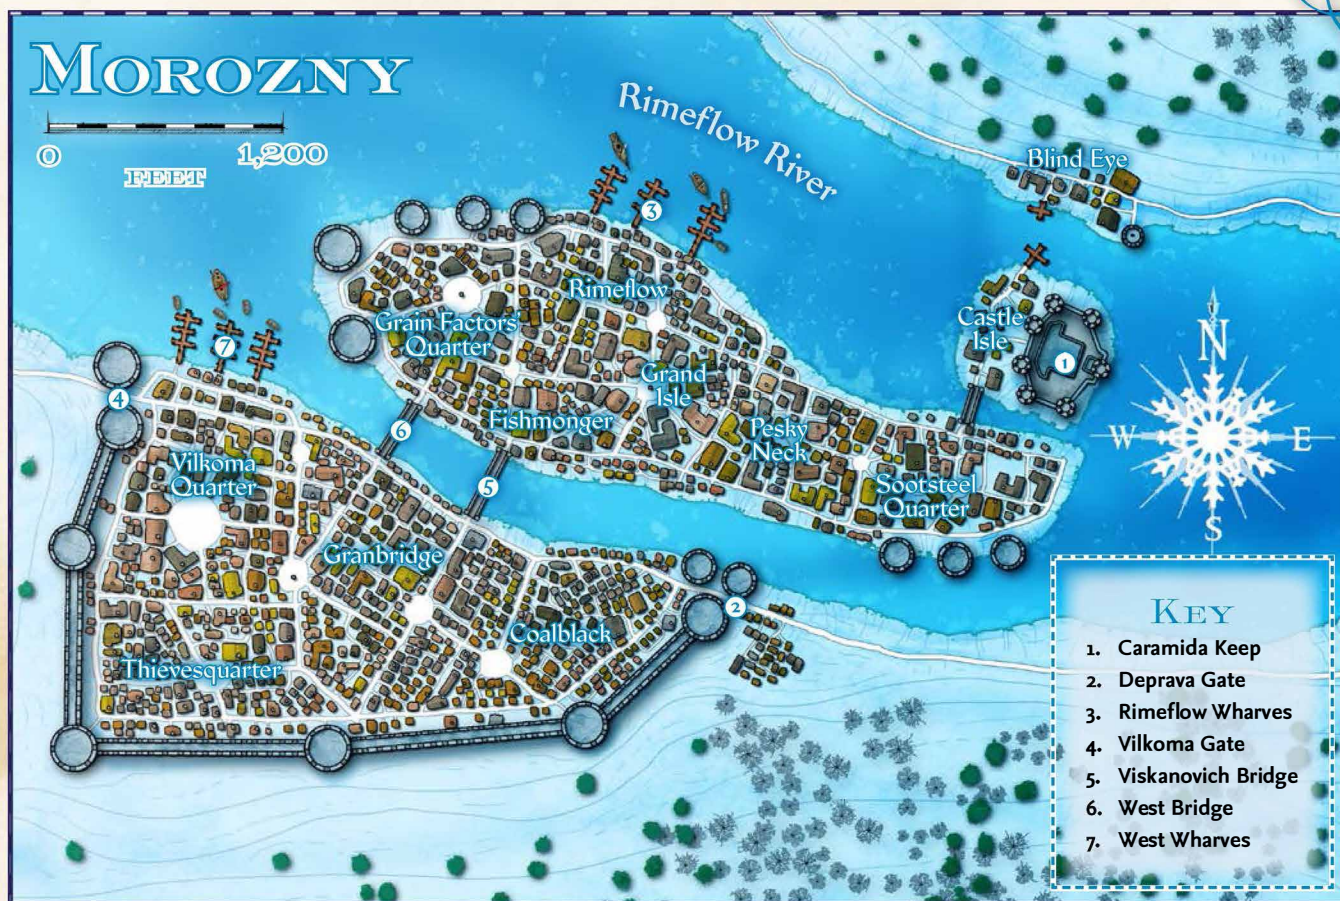 MOROZNY
0 1,200
FEET
Rimeflow River
Blind Eye
3
Rimeflow
Castle
Isle
1
Grain Factors'
Quarter
7
Grand
Isle
4
Fishmonger
6
Pesky
Neck
Vilkoma
Quarter
5
Sootsteel
Quarter
Granbridge
2
Coalblack
Thievesquarter
N
W E
S
KEY
1. Caramida Keep
2. Deprava Gate
3. Rimeflow Wharves
4. Vilkoma Gate
5. Viskanovich Bridge
6. West Bridge
7. West Wharves